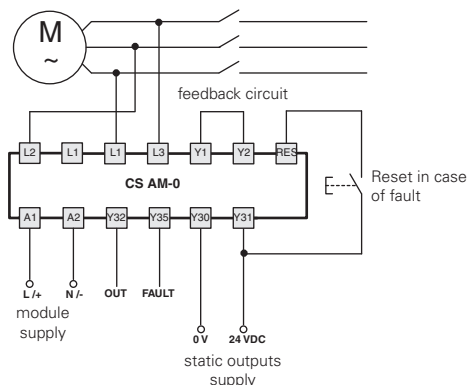 M
~
feedback circuit
L2 L1 L1 L3 Y1 Y2 RES
CS AM-0
Reset in case
of fault
A1 A2 Y32 Y35 Y30 Y31
L /+ N /- OUT FAULT
module
supply
0 V 24 VDC
static outputs
supply